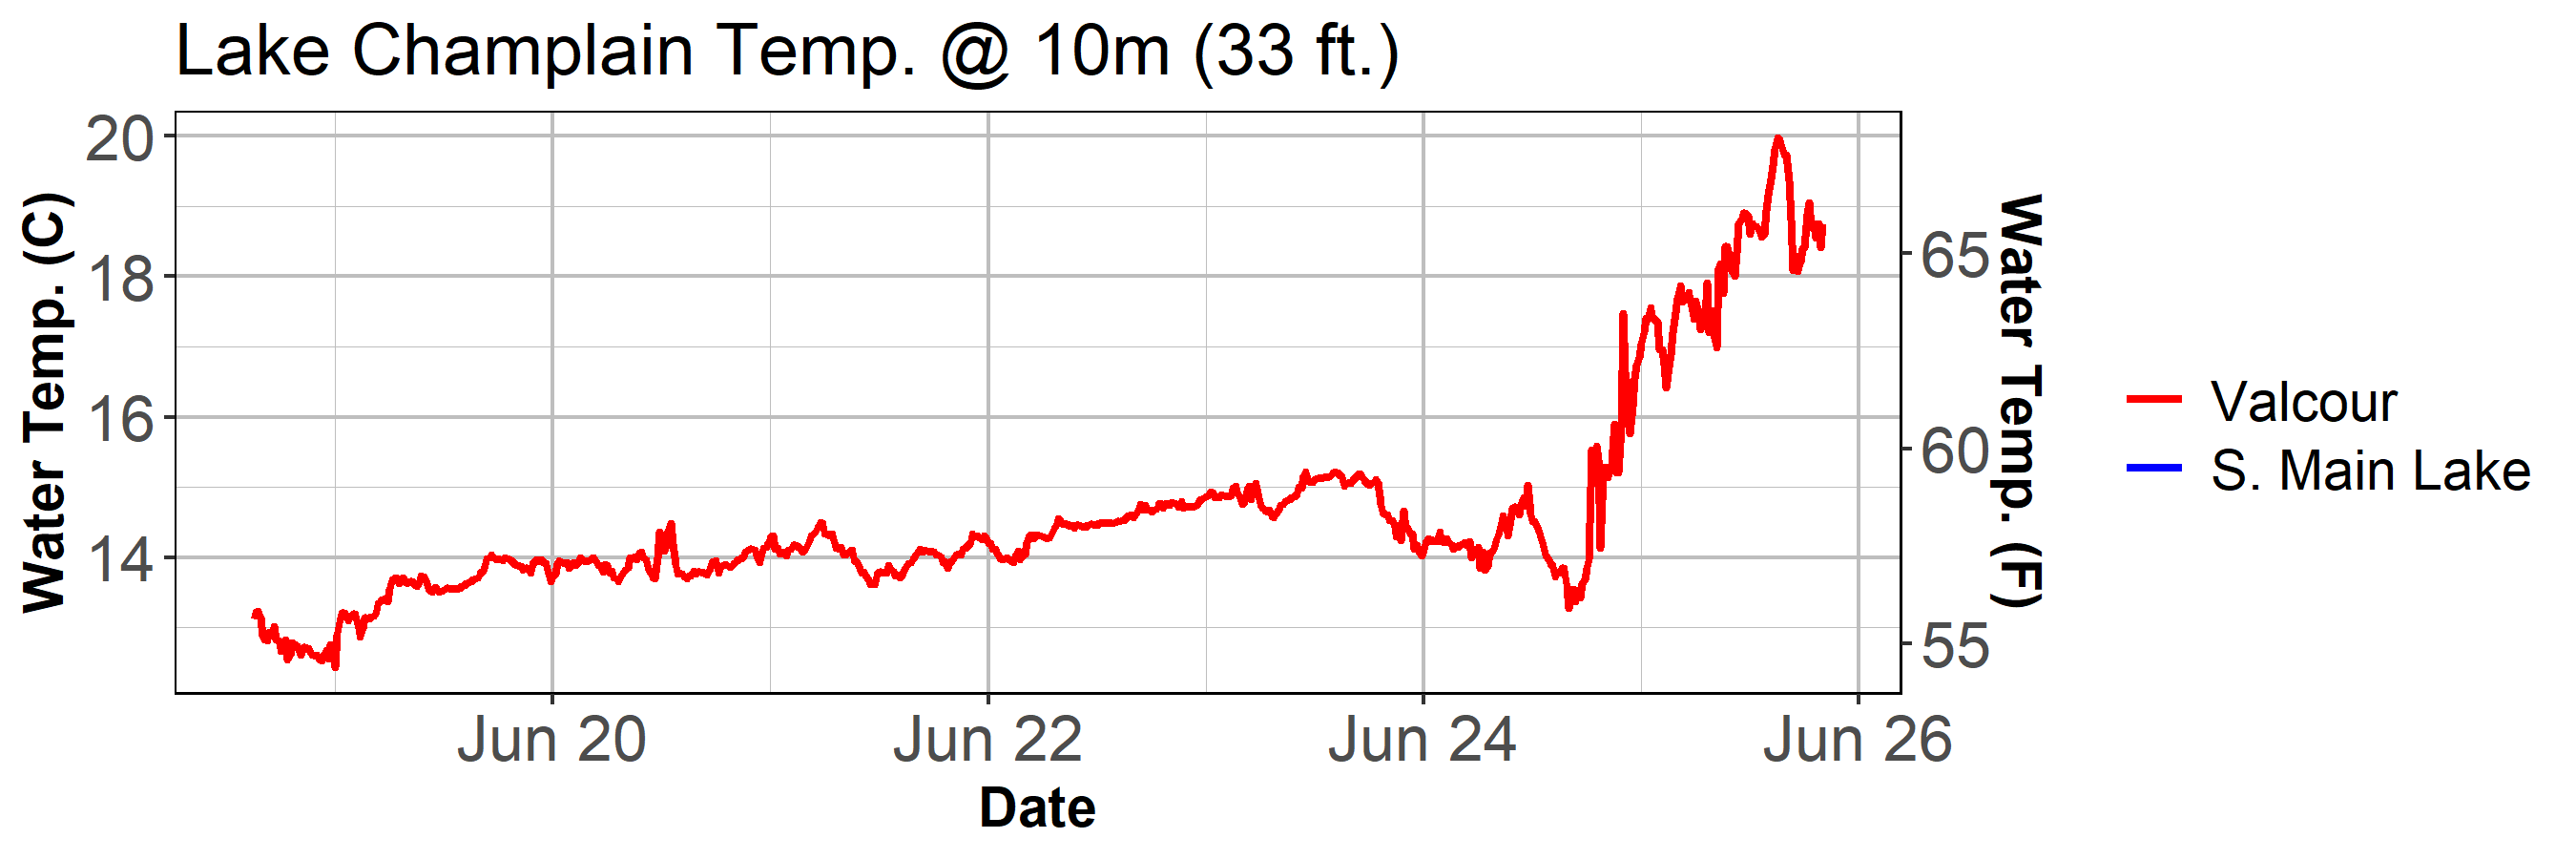 Lake Champlain Temp. @ 10m (33 ft.)
Water Temp. (C)
20
18
16
14
Water Temp. (F)
65
60
55
Jun 20
Jun 22
Jun 24
Jun 26
Date
Valcour
S. Main Lake